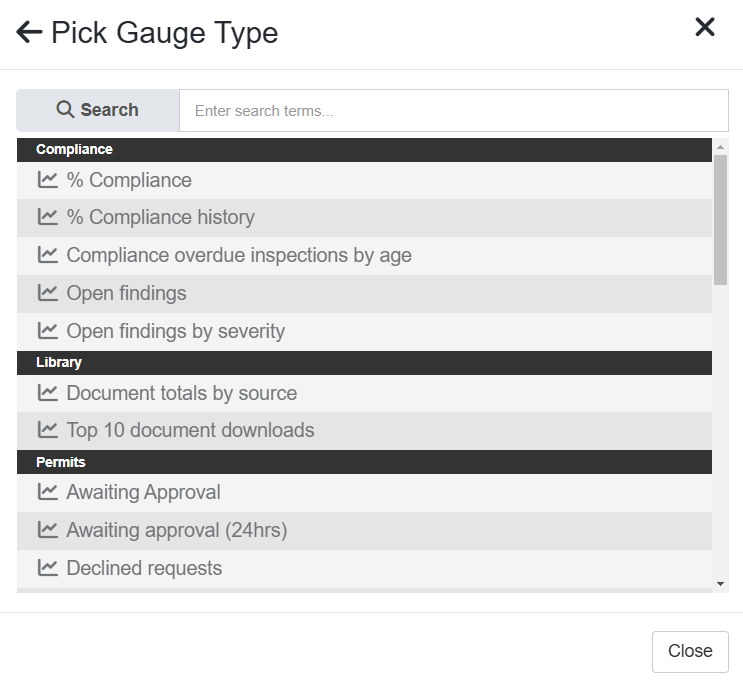 Pick Gauge Type
Search
Enter search terms...
Compliance
% Compliance
% Compliance history
Compliance overdue inspections by age
Open findings
Open findings by severity
Library
Document totals by source
Top 10 document downloads
Permits
Awaiting Approval
Awaiting approval (24hrs)
Declined requests
Close